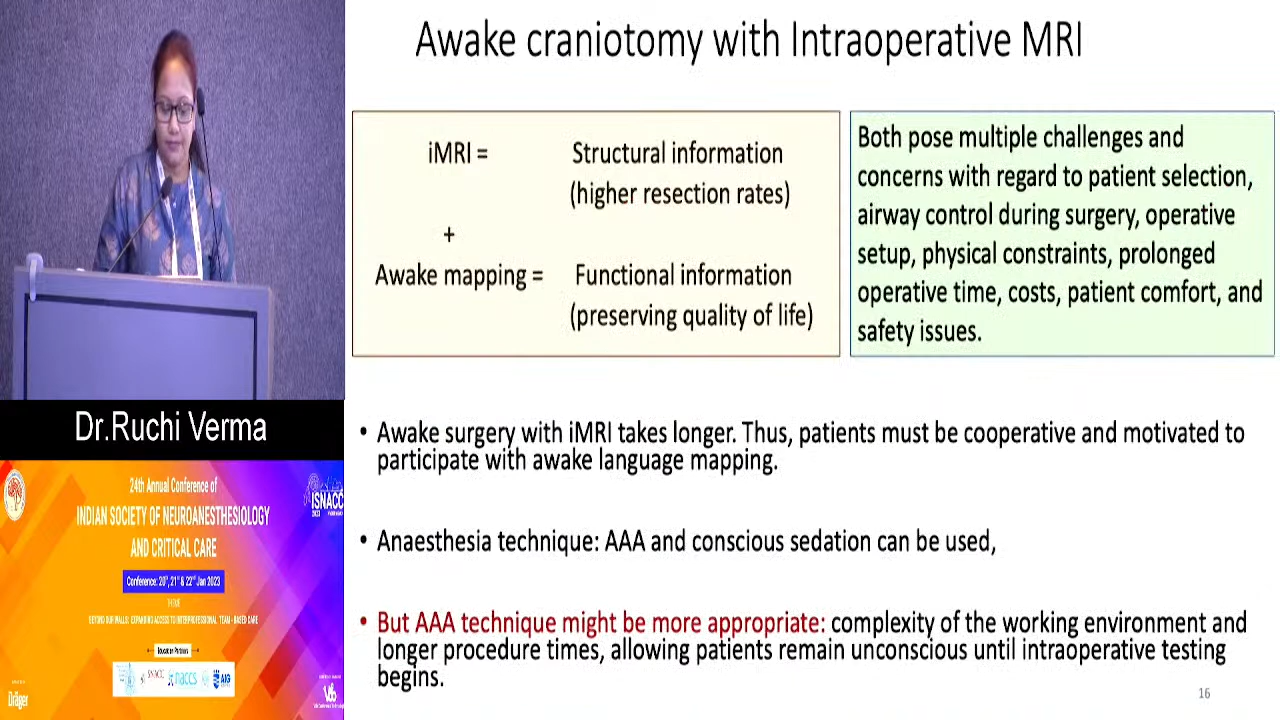 Awake craniotomy with Intraoperative MRI
iMRI = Structural information
(higher resection rates)
+
Awake mapping = Functional information
(preserving quality of life)
Both pose multiple challenges and
concerns with regard to patient selection,
airway control during surgery, operative
setup, physical constraints, prolonged
operative time, costs, patient comfort, and
safety issues.
• Awake surgery with iMRI takes longer. Thus, patients must be cooperative and motivated to
participate with awake language mapping.
• Anaesthesia technique: AAA and conscious sedation can be used,
• But AAA technique might be more appropriate: complexity of the working environment and
longer procedure times, allowing patients remain unconscious until intraoperative testing
begins.
16
Dr.Ruchi Verma
24th Annual Conference of
INDIAN SOCIETY OF NEUROANESTHESIOLOGY
AND CRITICAL CARE
Conference: 20th, 21st & 22nd Jan 2023
THEME
BEYOND OUR WALLS: EXPANDING ACCESS TO INTERPROFESSIONAL TEAM - BASED CARE
Education Partners
ISNACC
2023
SNACC
naccs
AIG
Dräger